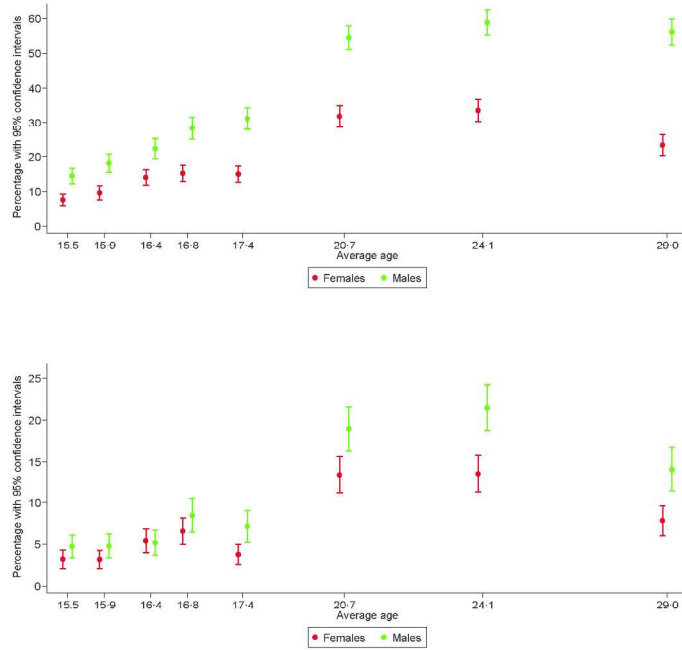 Percentage with 95% confidence intervals
60
50
40
30
20
10
0
15.5 15·9 16·4 16·8 17·4 20·7 24·1 29·0
Average age
Females Males
Percentage with 95% confidence intervals
25
20
15
10
5
0
15.5 15·9 16·4 16·8 17·4 20·7 24·1 29·0
Average age
Females Males